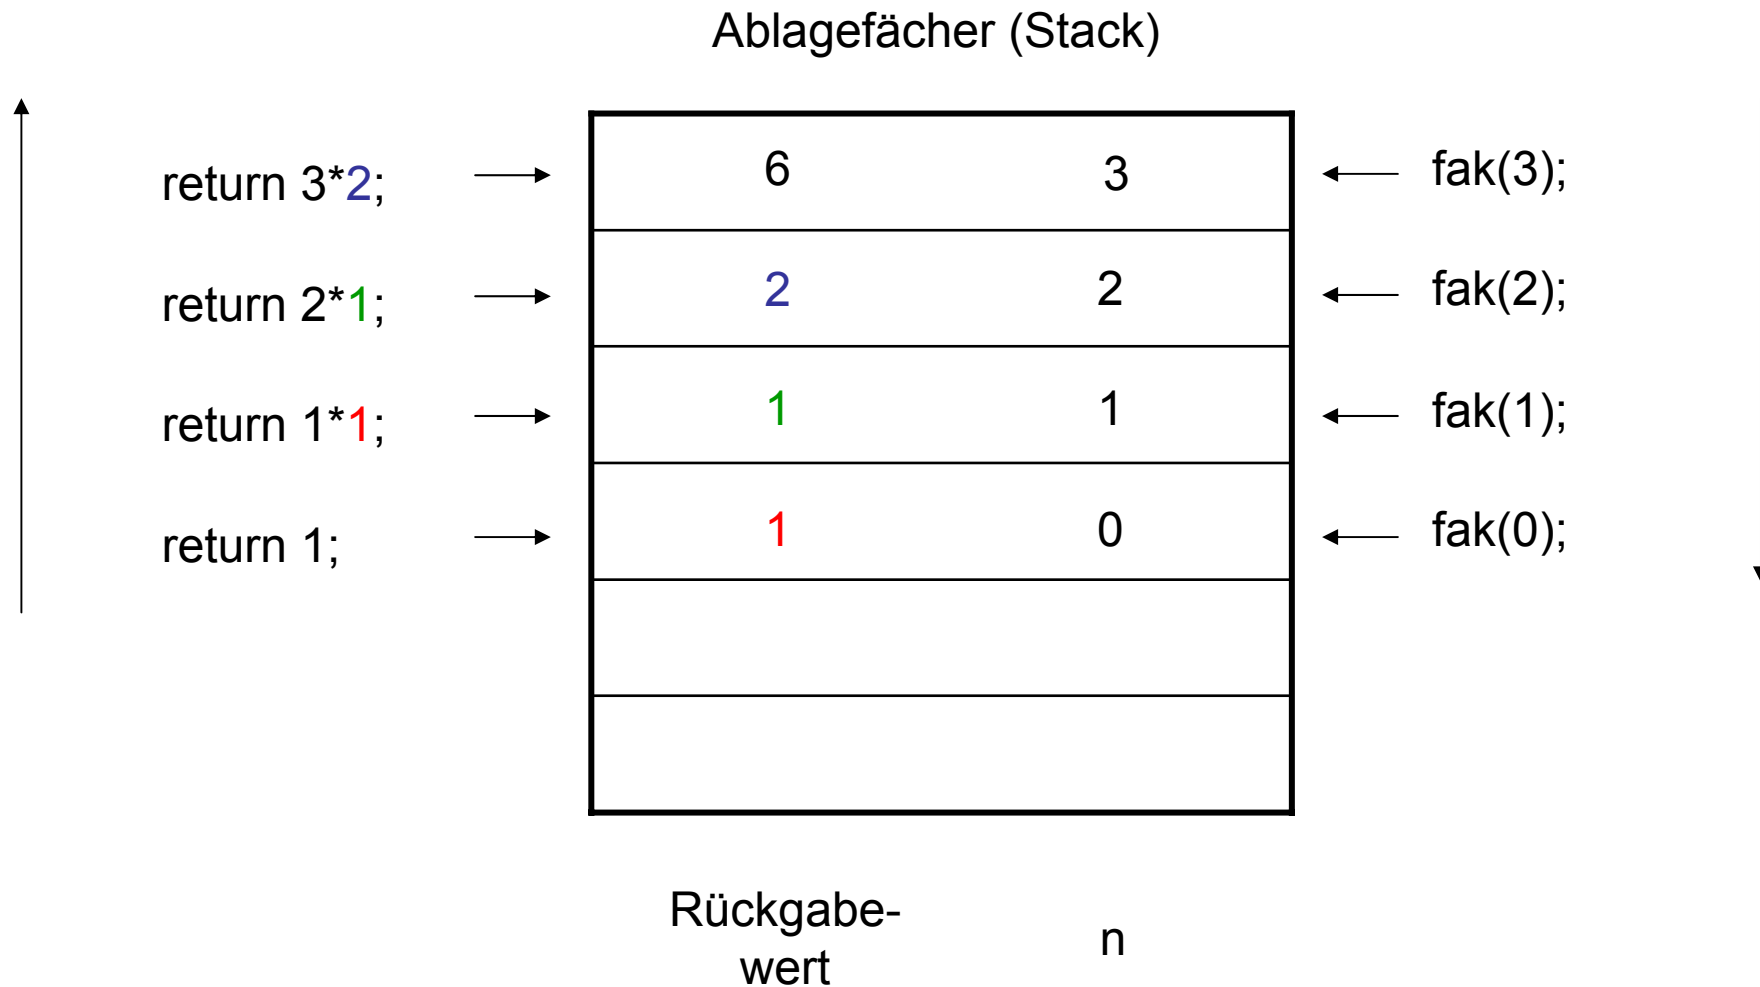 Ablagefächer (Stack)
return 3*2; 6 3 fak(3);
return 2*1; 2 2 fak(2);
return 1*1; 1 1 fak(1);
return 1; 1 0 fak(0);
Rückgabe-
wert
n